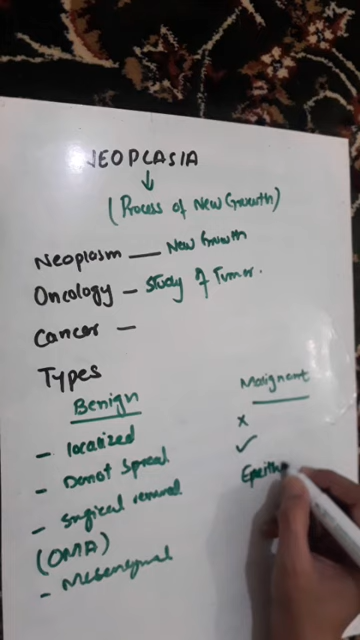 NEOPLASIA
(Process of New Growth)
Neoplasm — New Growth
Oncology - Study of Tumor.
Cancer -
Types
Benign Malignant
- localized x
- Donot Spread ✓
- Surgical removal
(OMA)
- Mesenymal